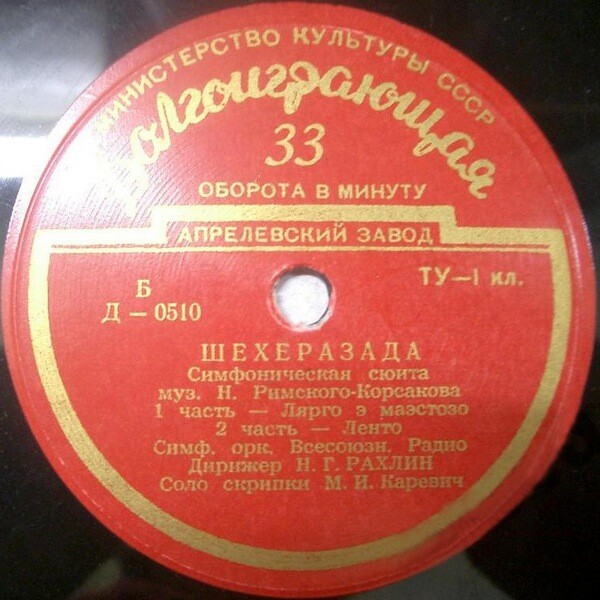 МИНИСТЕРСТВО КУЛЬТУРЫ СССР
Долгоиграющая
33
ОБОРОТА В МИНУТУ
АПРЕЛЕВСКИЙ ЗАВОД
Б
Д — 0510
ТУ—1 кл.
ШЕХЕРАЗАДА
Симфоническая сюита
муз. Н. Римского-Корсакова
1 часть — Лярго э маэстозо
2 часть — Ленто
Симф. орк. Всесоюзн. Радио
Дирижер Н. Г. РАХЛИН
Соло скрипки М. И. Каревич